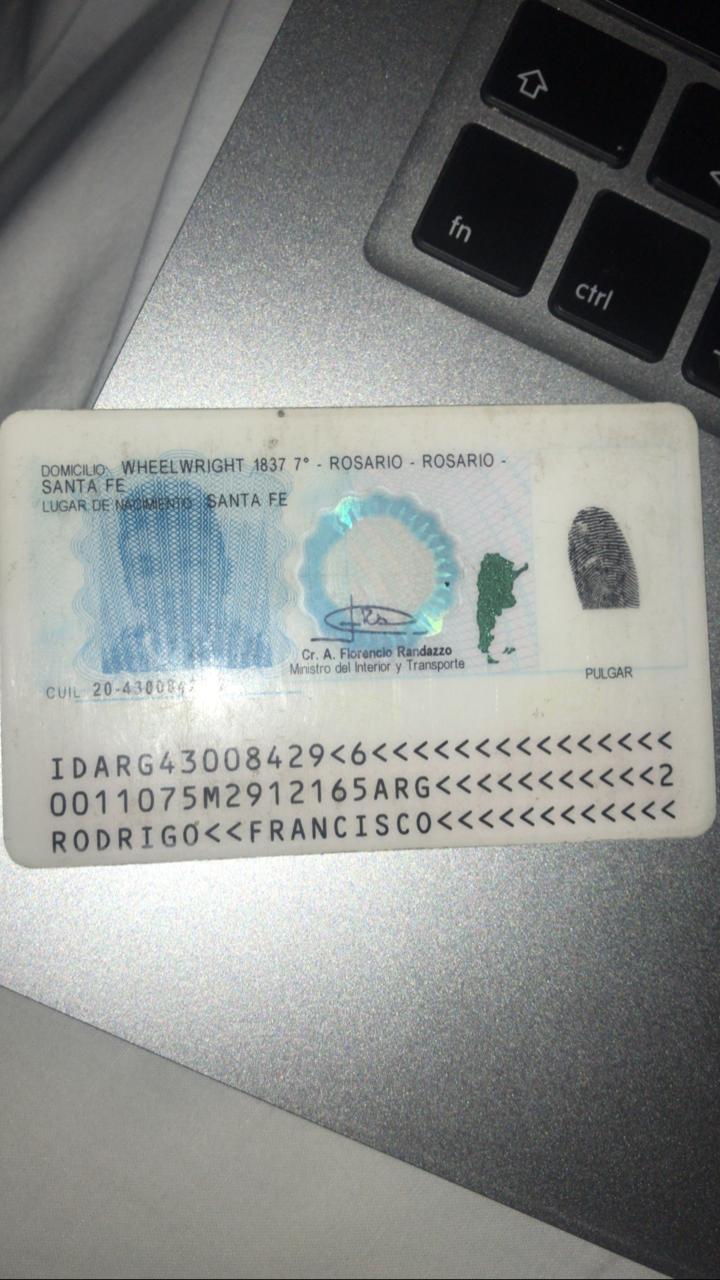 fn
ctrl
DOMICILIO: WHEELWRIGHT 1837 7° - ROSARIO - ROSARIO -
SANTA FE
LUGAR DE NACIMIENTO: SANTA FE
Cr. A. Florencio Randazzo
Ministro del Interior y Transporte
PULGAR
CUIL 20-430084
IDARG43008429<6<<<<<<<<<<<<<<<
0011075M2912165ARG<<<<<<<<<<<2
RODRIGO<<FRANCISCO<<<<<<<<<<<<